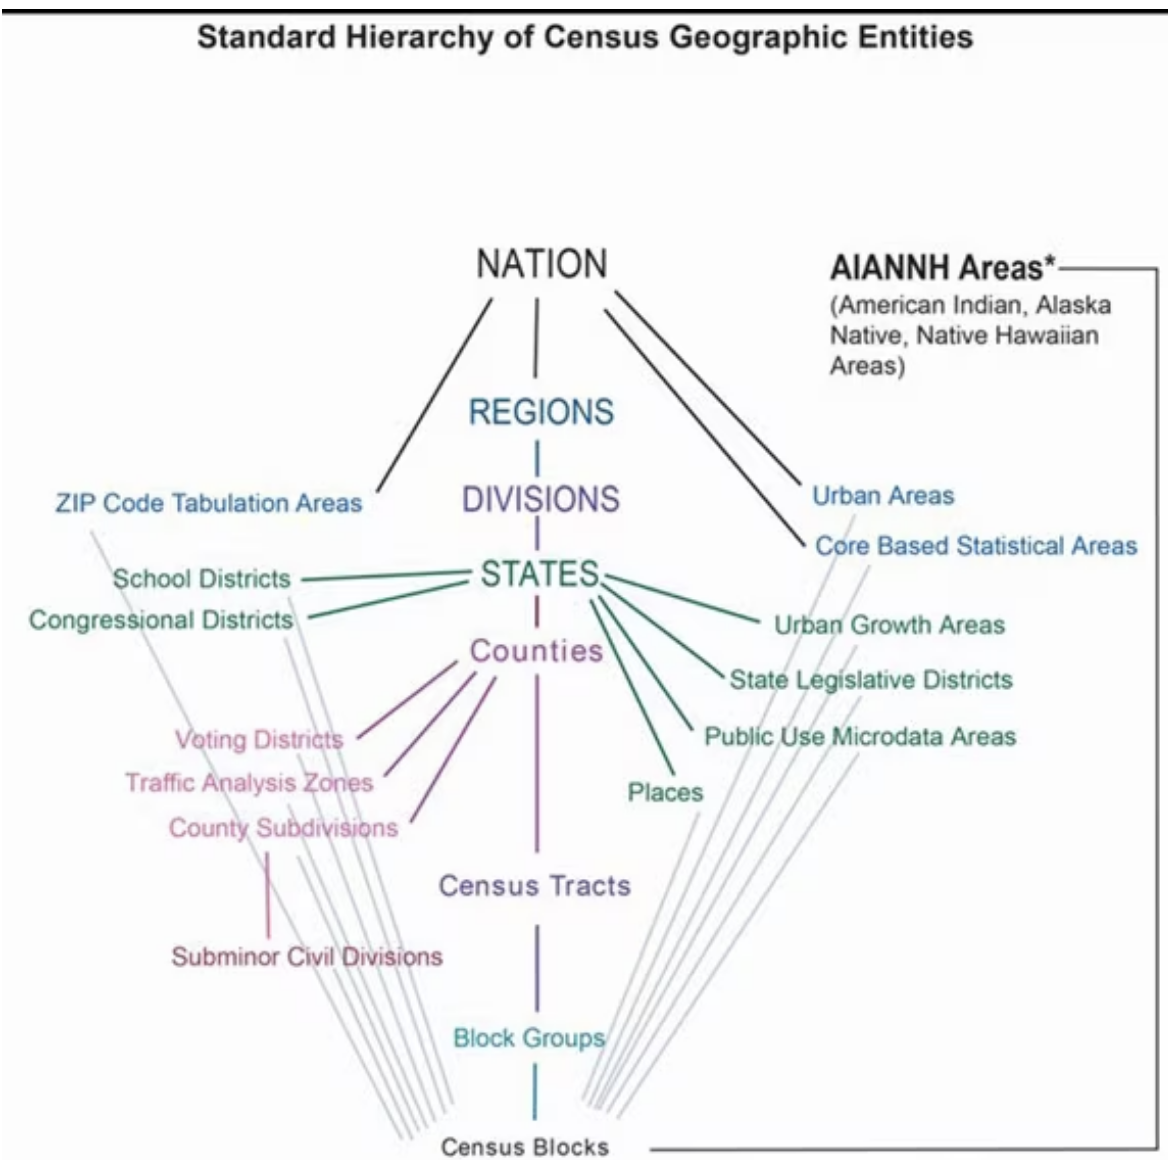 Standard Hierarchy of Census Geographic Entities
NATION
AIANNH Areas*
(American Indian, Alaska
Native, Native Hawaiian
Areas)
REGIONS
ZIP Code Tabulation Areas
DIVISIONS
Urban Areas
Core Based Statistical Areas
School Districts
STATES
Congressional Districts
Urban Growth Areas
Counties
State Legislative Districts
Voting Districts
Public Use Microdata Areas
Traffic Analysis Zones
Places
County Subdivisions
Census Tracts
Subminor Civil Divisions
Block Groups
Census Blocks